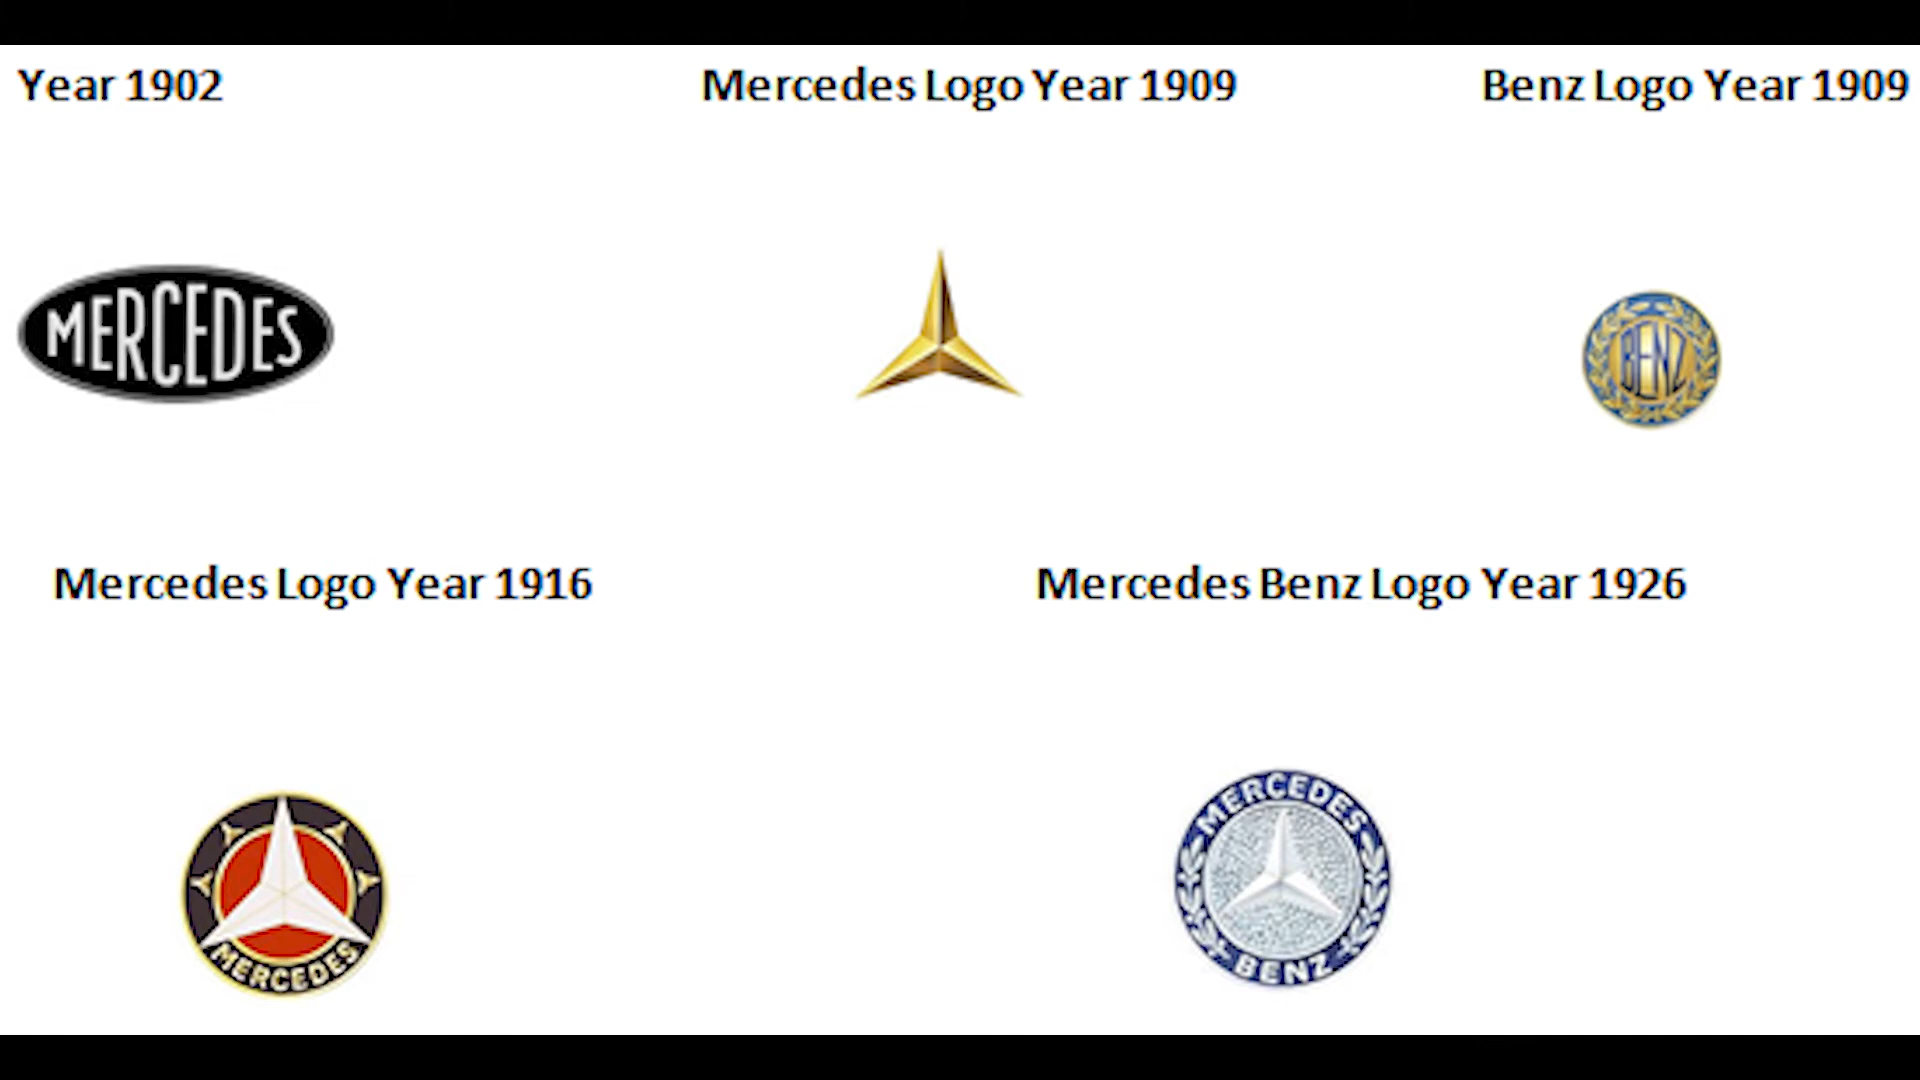 Year 1902
Mercedes Logo Year 1909
Benz Logo Year 1909
MERCEDES
BENZ
Mercedes Logo Year 1916
Mercedes Benz Logo Year 1926
MERCEDES
MERCEDES
BENZ